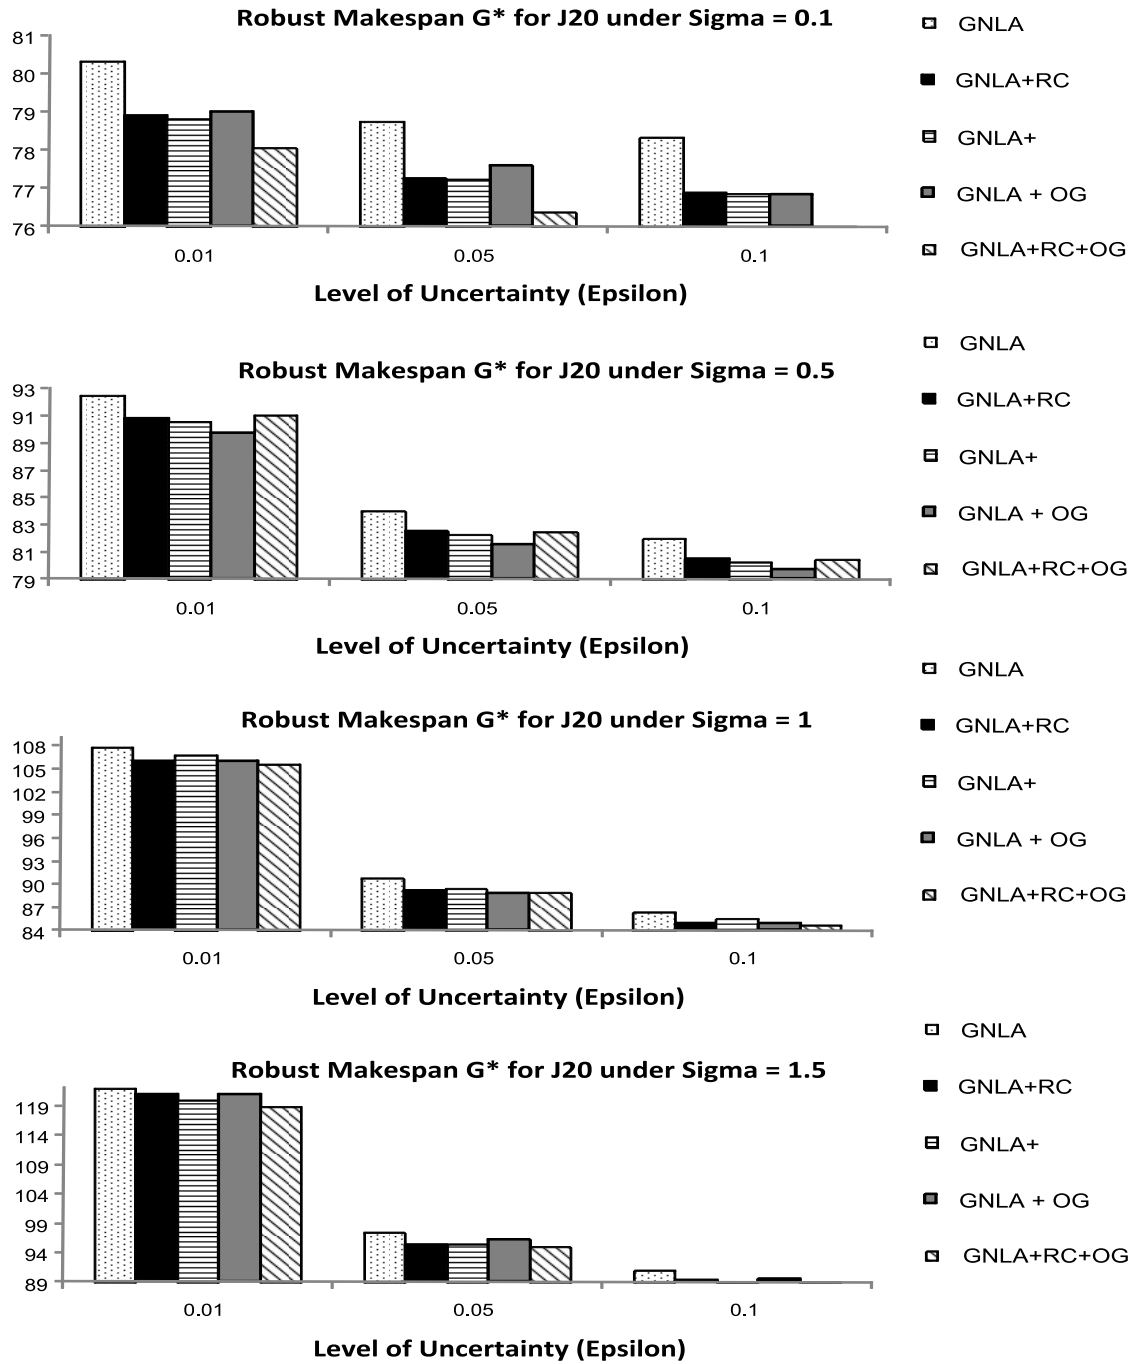 Robust Makespan G* for J20 under Sigma = 0.1
81
80
79
78
77
76
0.01
0.05
0.1
Level of Uncertainty (Epsilon)
GNLA
GNLA+RC
GNLA+
GNLA + OG
GNLA+RC+OG
Robust Makespan G* for J20 under Sigma = 0.5
93
91
89
87
85
83
81
79
0.01
0.05
0.1
Level of Uncertainty (Epsilon)
GNLA
GNLA+RC
GNLA+
GNLA + OG
GNLA+RC+OG
Robust Makespan G* for J20 under Sigma = 1
108
105
102
99
96
93
90
87
84
0.01
0.05
0.1
Level of Uncertainty (Epsilon)
GNLA
GNLA+RC
GNLA+
GNLA + OG
GNLA+RC+OG
Robust Makespan G* for J20 under Sigma = 1.5
119
114
109
104
99
94
89
0.01
0.05
0.1
Level of Uncertainty (Epsilon)
GNLA
GNLA+RC
GNLA+
GNLA + OG
GNLA+RC+OG